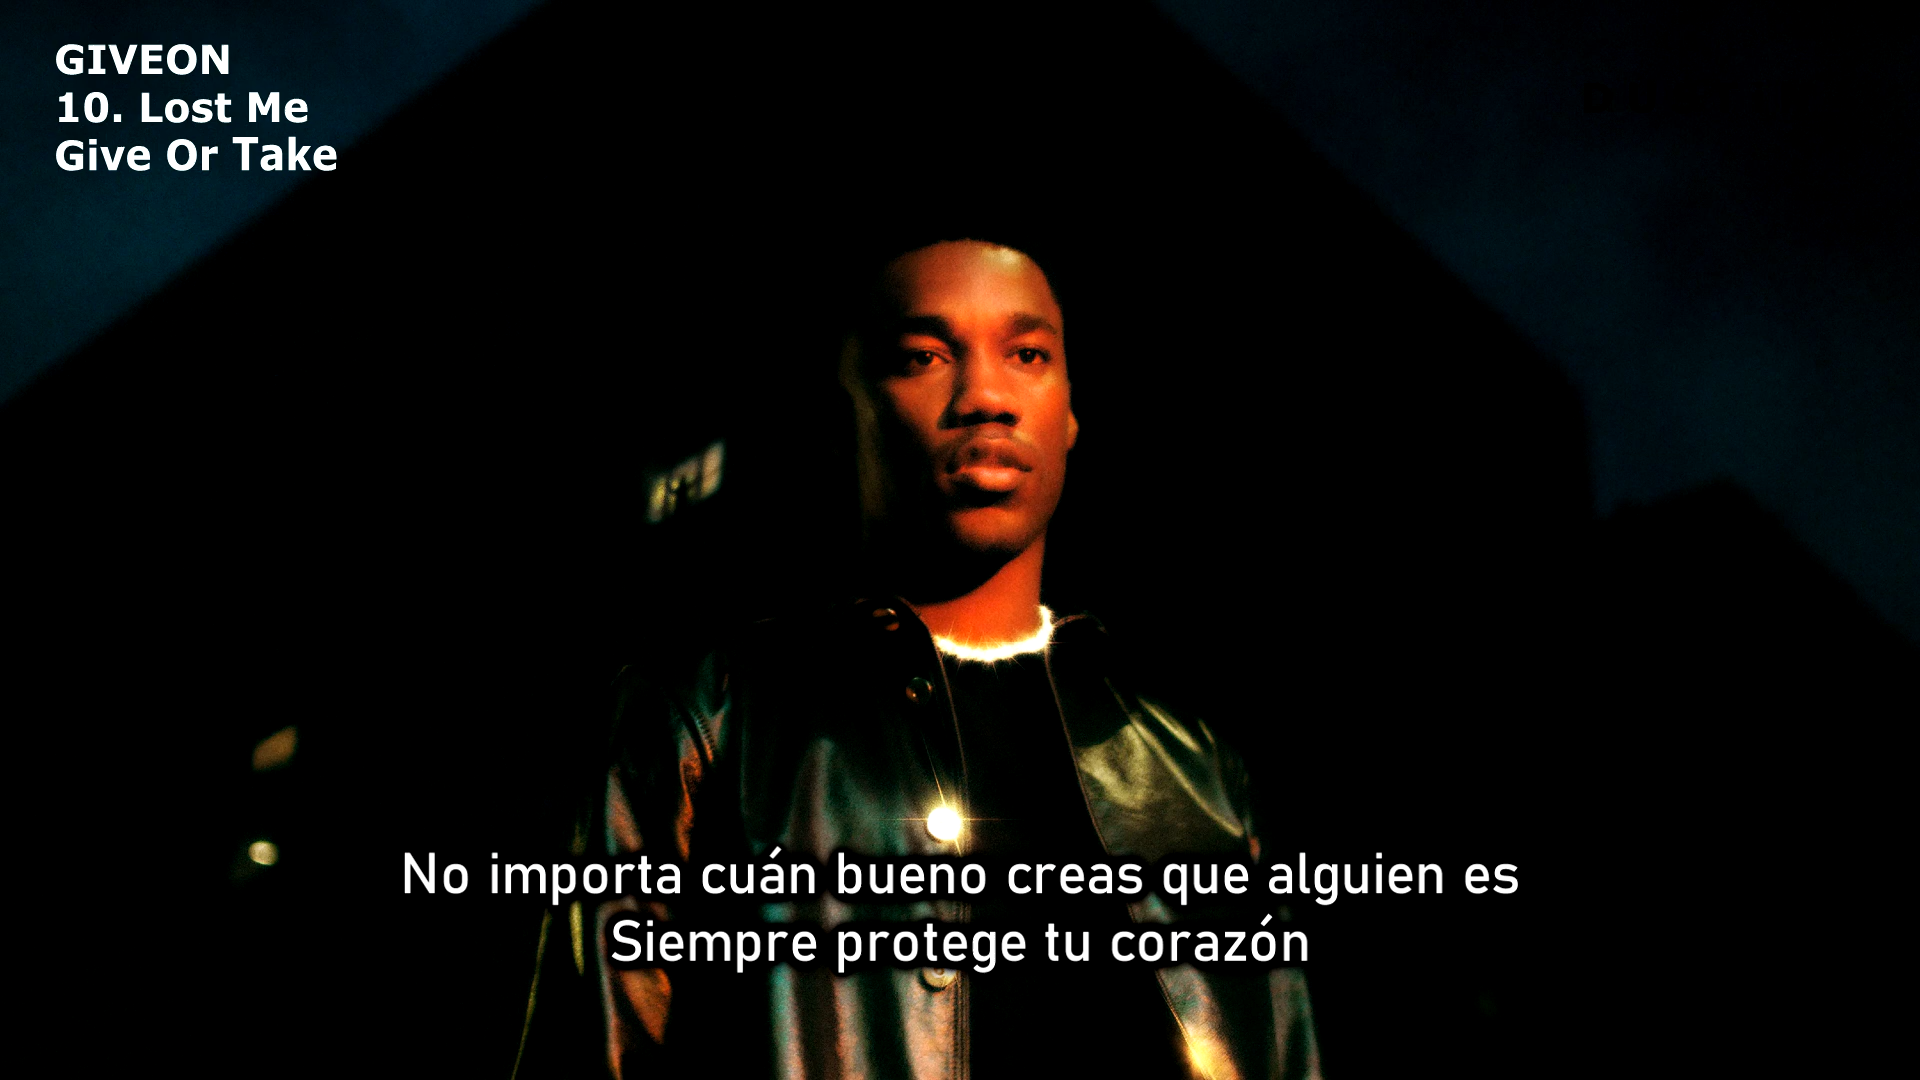 GIVEON
10. Lost Me
Give Or Take
No importa cuán bueno creas que alguien es
Siempre protege tu corazón